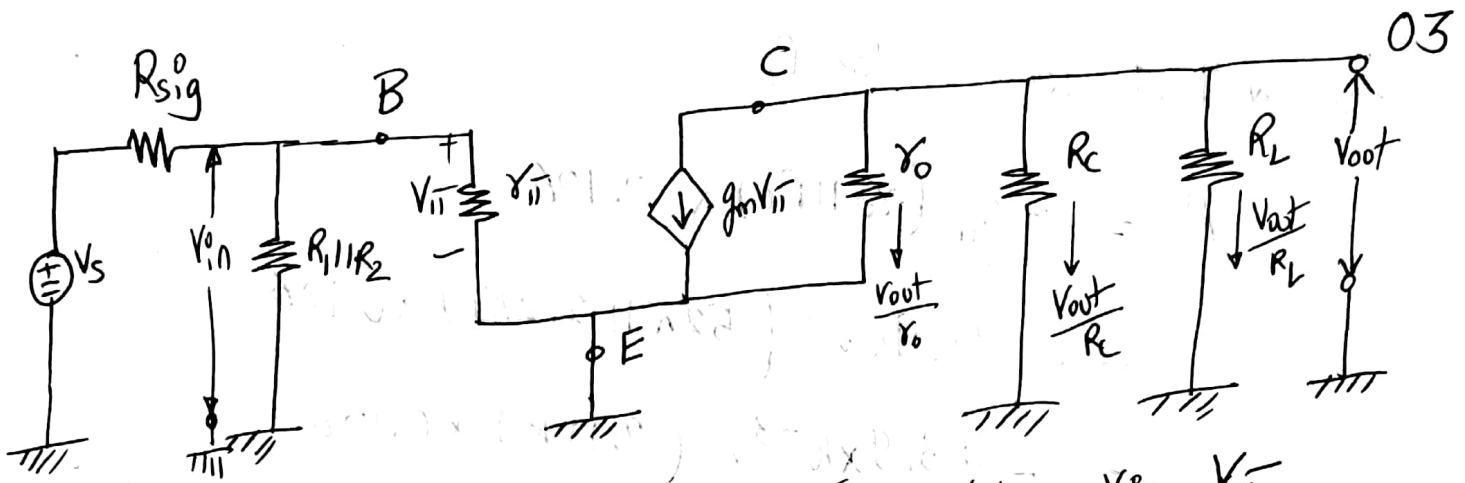 03
Rsig
B
C
+
Vπ
rπ
−
gmVπ
ro
RC
RL
Vout
Vs
Vin
R1||R2
E
Vout/ro
Vout/RC
Vout/RL
Vπ